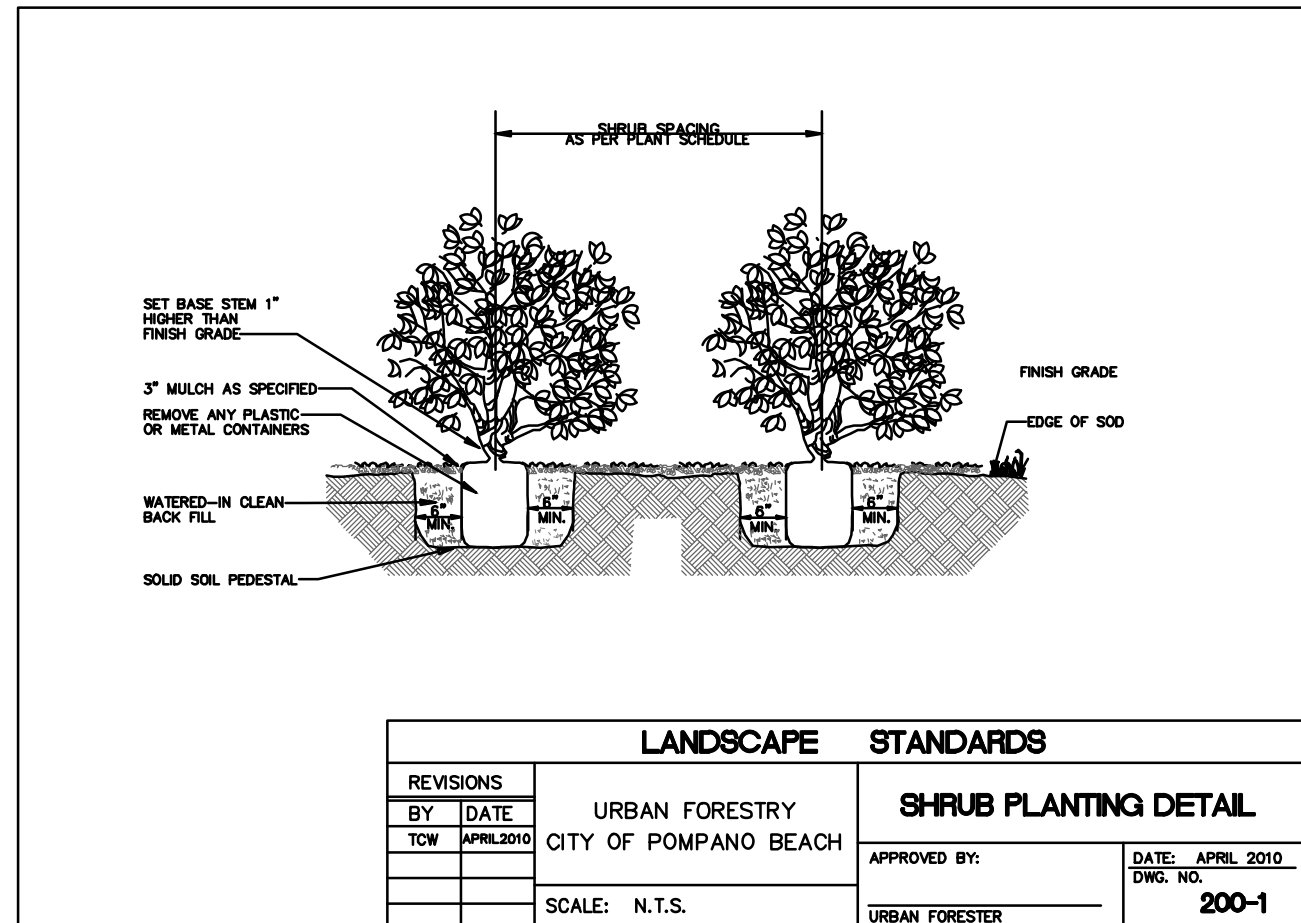 SHRUB SPACING
AS PER PLANT SCHEDULE
SET BASE STEM 1"
HIGHER THAN
FINISH GRADE
3" MULCH AS SPECIFIED
REMOVE ANY PLASTIC
OR METAL CONTAINERS
WATERED-IN CLEAN
BACK FILL
SOLID SOIL PEDESTAL
6"
MIN.
6"
MIN.
6"
MIN.
6"
MIN.
FINISH GRADE
EDGE OF SOD
LANDSCAPE STANDARDS
REVISIONS
BY DATE
TCW APRIL2010
URBAN FORESTRY
CITY OF POMPANO BEACH
SCALE: N.T.S.
SHRUB PLANTING DETAIL
APPROVED BY:
URBAN FORESTER
DATE: APRIL 2010
DWG. NO.
200-1